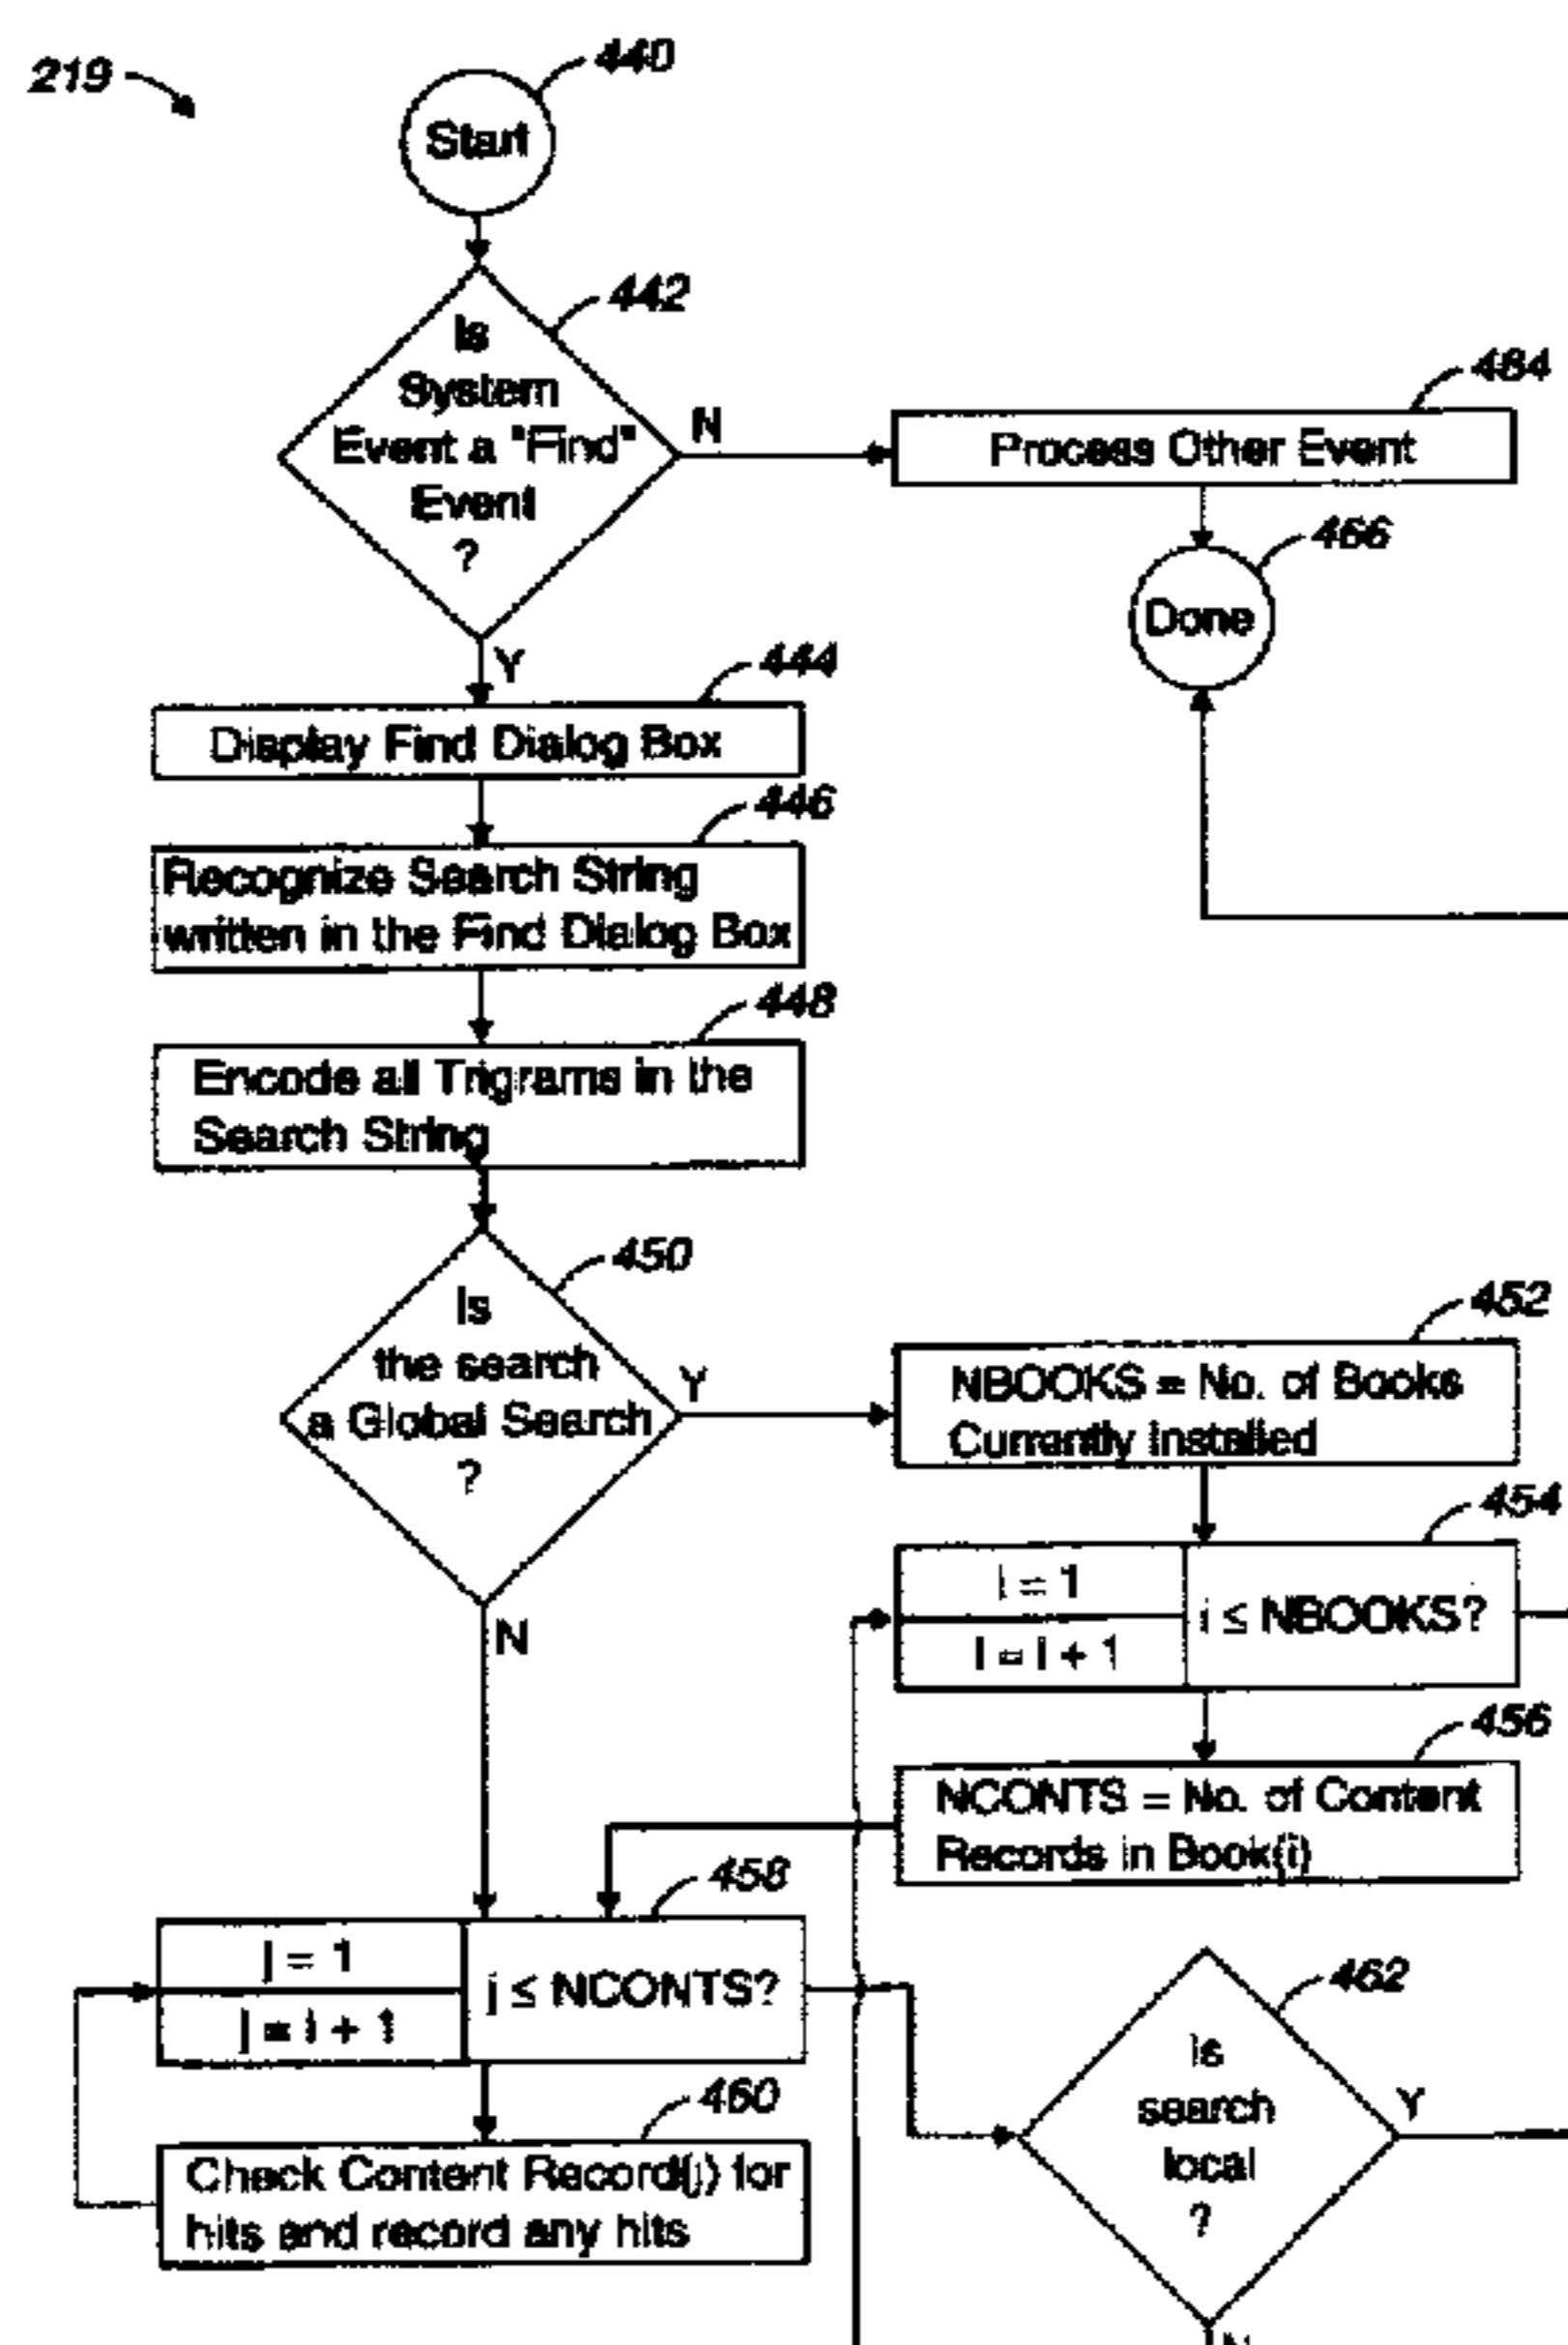 219
440
Start
442
Is
System
Event a "Find"
Event
?
N
Y
484
Process Other Event
466
Done
444
Display Find Dialog Box
446
Recognize Search String
written in the Find Dialog Box
448
Encode all Trigrams in the
Search String
450
Is
the search
a Global Search
?
Y
N
452
NBOOKS = No. of Books
Currently Installed
454
i = 1
i = i + 1
i ≤ NBOOKS?
456
NCONTS = No. of Content
Records in Book(i)
458
j = 1
j = i + 1
j ≤ NCONTS?
460
Check Content Record(j) for
hits and record any hits
462
Is
search
local
?
Y
N